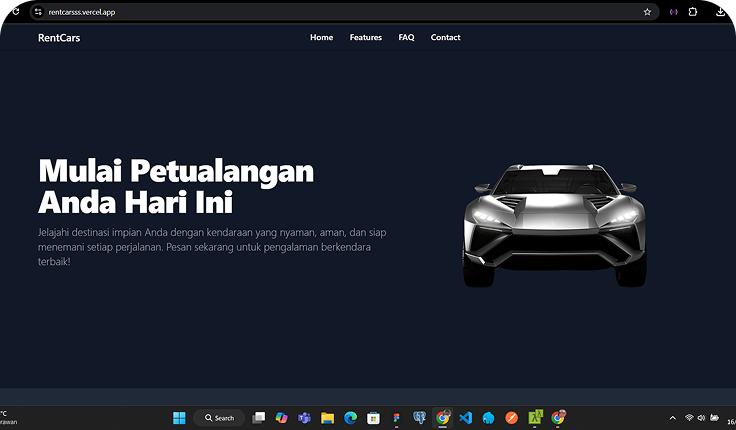 rentcarsss.vercel.app
RentCars
Home Features FAQ Contact
Mulai Petualangan
Anda Hari Ini
Jelajahi destinasi impian Anda dengan kendaraan yang nyaman, aman, dan siap
menemani setiap perjalanan. Pesan sekarang untuk pengalaman berkendara
terbaik!
°C
rawan
Search
16/